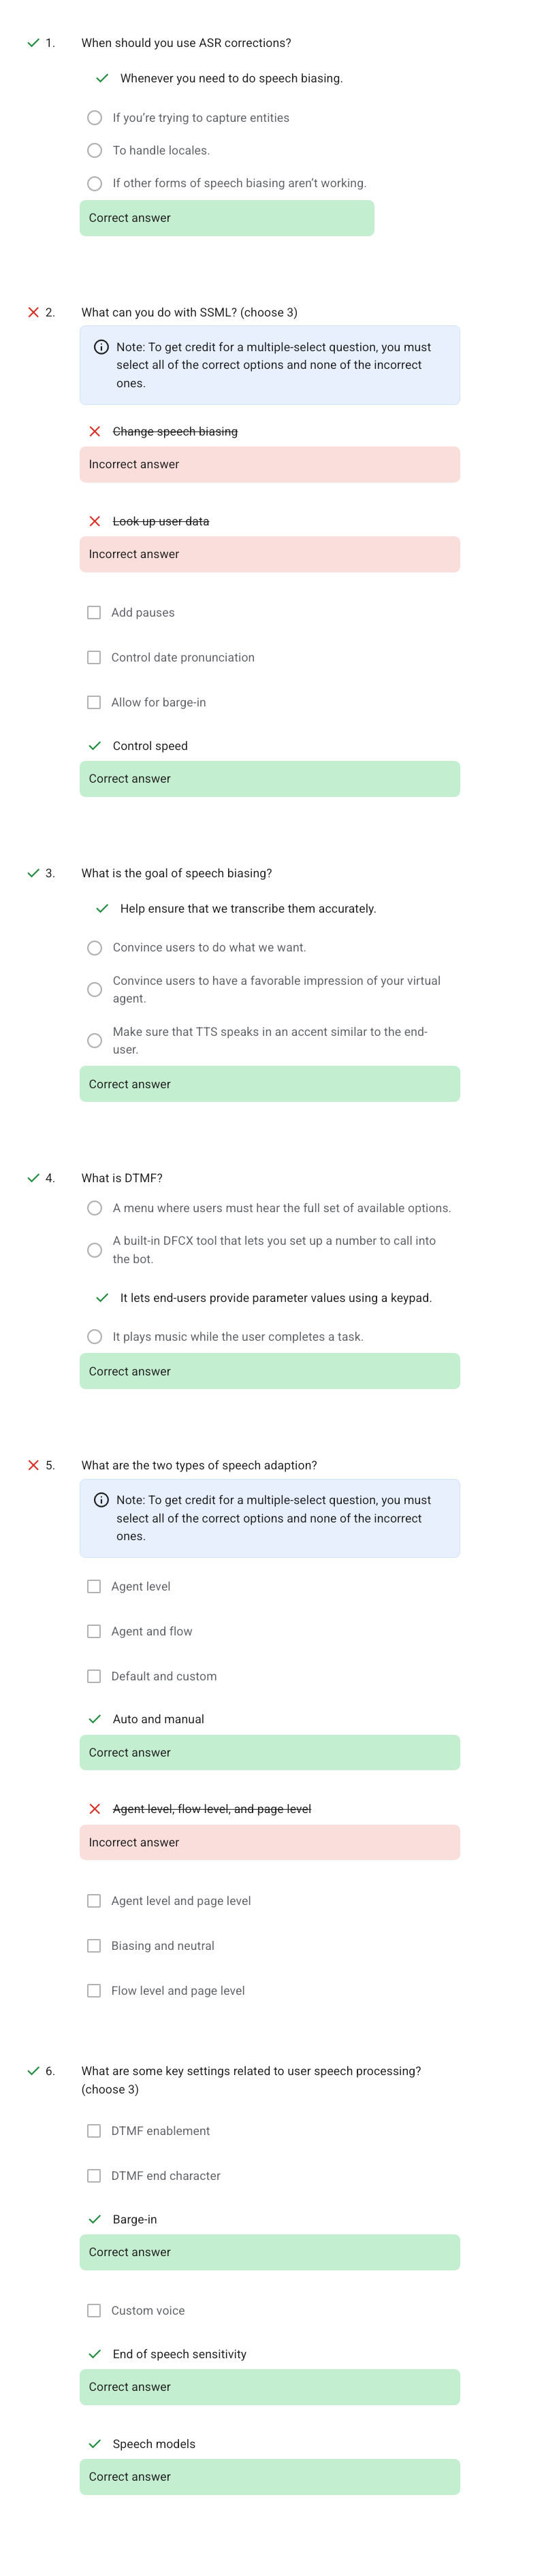 1. When should you use ASR corrections?
Whenever you need to do speech biasing.
If you’re trying to capture entities
To handle locales.
If other forms of speech biasing aren’t working.
Correct answer
2. What can you do with SSML? (choose 3)
Note: To get credit for a multiple-select question, you must
select all of the correct options and none of the incorrect
ones.
Change speech biasing
Incorrect answer
Look up user data
Incorrect answer
Add pauses
Control date pronunciation
Allow for barge-in
Control speed
Correct answer
3. What is the goal of speech biasing?
Help ensure that we transcribe them accurately.
Convince users to do what we want.
Convince users to have a favorable impression of your virtual
agent.
Make sure that TTS speaks in an accent similar to the end-
user.
Correct answer
4. What is DTMF?
A menu where users must hear the full set of available options.
A built-in DFCX tool that lets you set up a number to call into
the bot.
It lets end-users provide parameter values using a keypad.
It plays music while the user completes a task.
Correct answer
5. What are the two types of speech adaption?
Note: To get credit for a multiple-select question, you must
select all of the correct options and none of the incorrect
ones.
Agent level
Agent and flow
Default and custom
Auto and manual
Correct answer
Agent level, flow level, and page level
Incorrect answer
Agent level and page level
Biasing and neutral
Flow level and page level
6. What are some key settings related to user speech processing?
(choose 3)
DTMF enablement
DTMF end character
Barge-in
Correct answer
Custom voice
End of speech sensitivity
Correct answer
Speech models
Correct answer